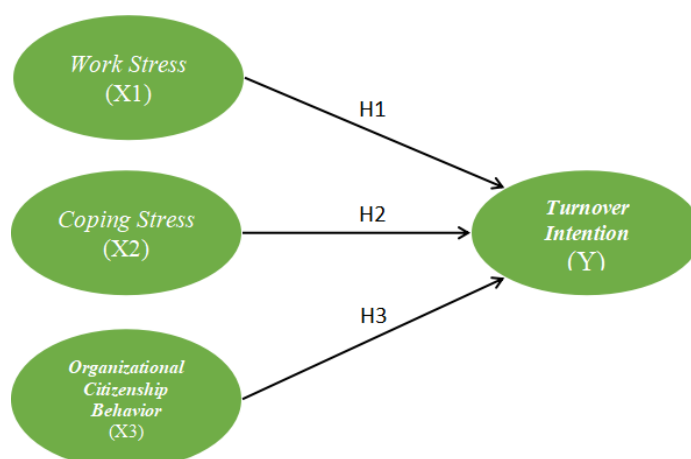 Work Stress
(X1)
H1
Coping Stress
(X2)
H2
Turnover
Intention
(Y)
H3
Organizational
Citizenship
Behavior
(X3)